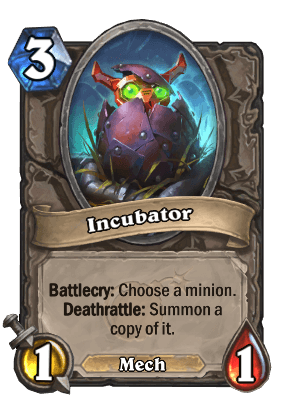 3
Incubator
Battlecry: Choose a minion.
Deathrattle: Summon a
copy of it.
1
Mech
1